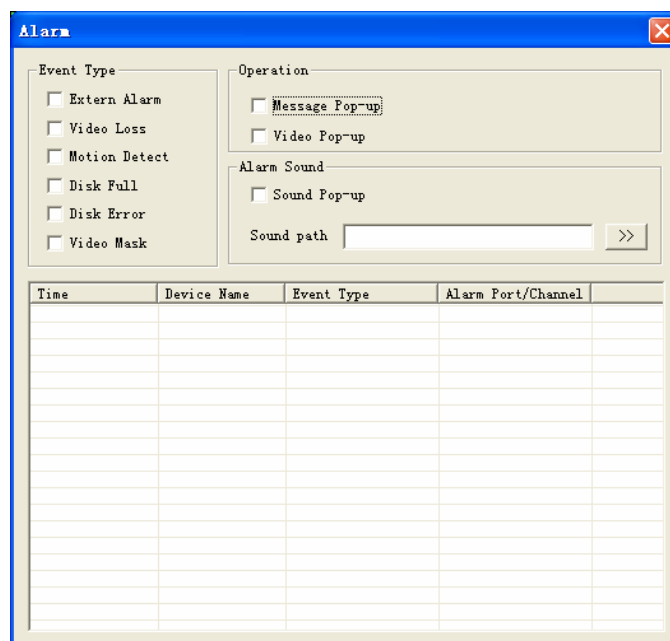 Alarm
Event Type
Extern Alarm
Video Loss
Motion Detect
Disk Full
Disk Error
Video Mask
Operation
Message Pop-up
Video Pop-up
Alarm Sound
Sound Pop-up
Sound path >>
Time Device Name Event Type Alarm Port/Channel